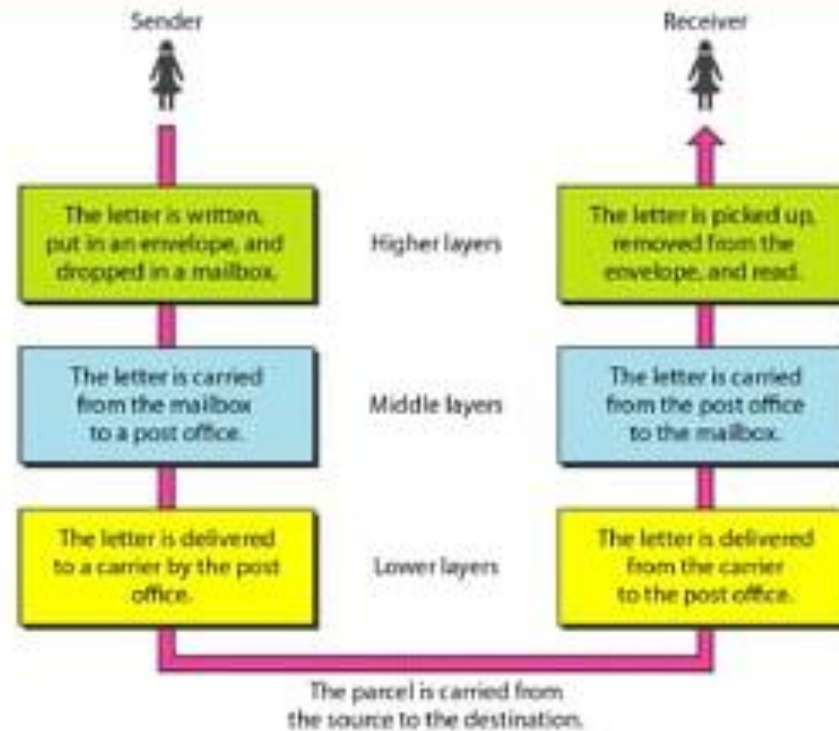 Sender
Receiver
The letter is written,
put in an envelope, and
dropped in a mailbox.
Higher layers
The letter is picked up,
removed from the
envelope, and read.
The letter is carried
from the mailbox
to a post office.
Middle layers
The letter is carried
from the post office
to the mailbox.
The letter is delivered
to a carrier by the post
office.
Lower layers
The letter is delivered
from the carrier
to the post office.
The parcel is carried from
the source to the destination.